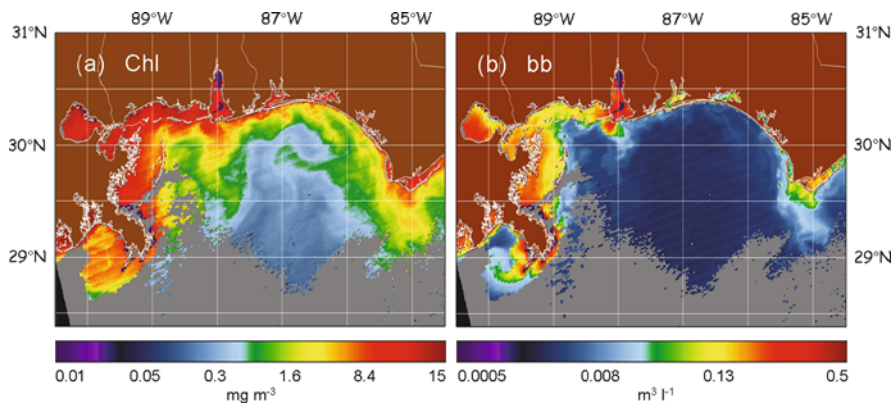 89°W 87°W 85°W 89°W 87°W 85°W
31°N 31°N
(a) Chl (b) bb
30°N 30°N
29°N 29°N
0.01 0.05 0.3 1.6 8.4 15 0.0005 0.008 0.13 0.5
mg m⁻³ m³ l⁻¹